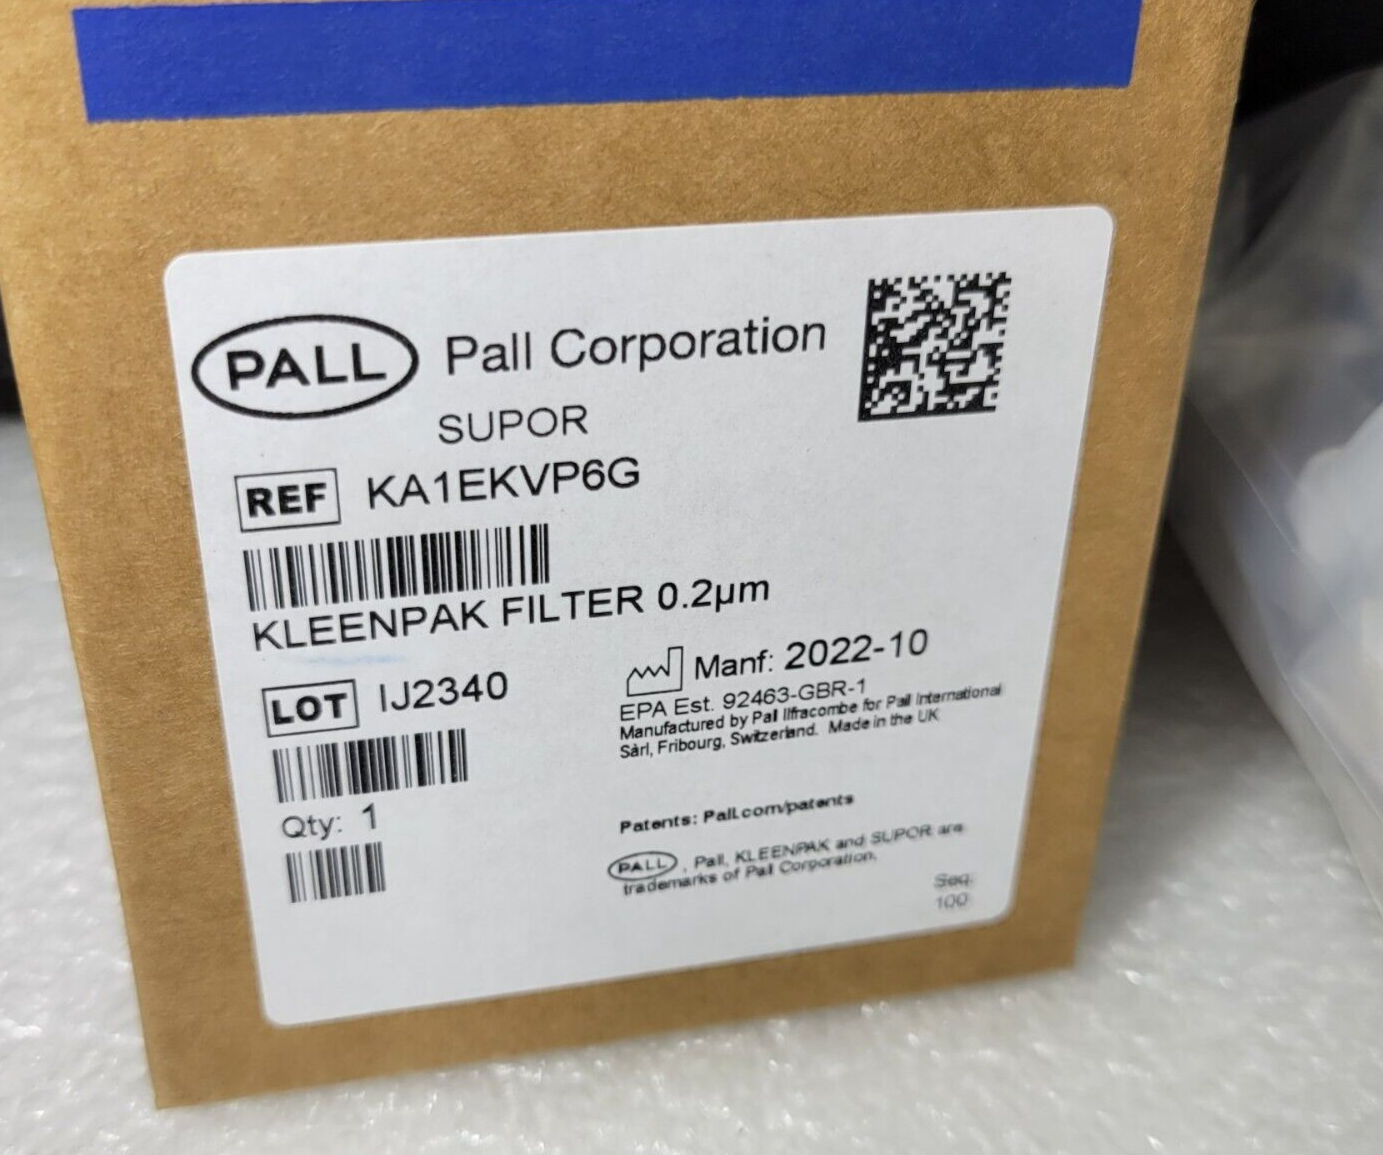 PALL Pall Corporation
SUPOR
REF KA1EKVP6G
KLEENPAK FILTER 0.2µm
LOT IJ2340
Manf: 2022-10
EPA Est. 92463-GBR-1
Manufactured by Pall Ilfracombe for Pall International
Sàrl, Fribourg, Switzerland. Made in the UK
Qty: 1
Patents: Pall.com/patents
PALL , Pall, KLEENPAK and SUPOR are
trademarks of Pall Corporation.
Seq:
100